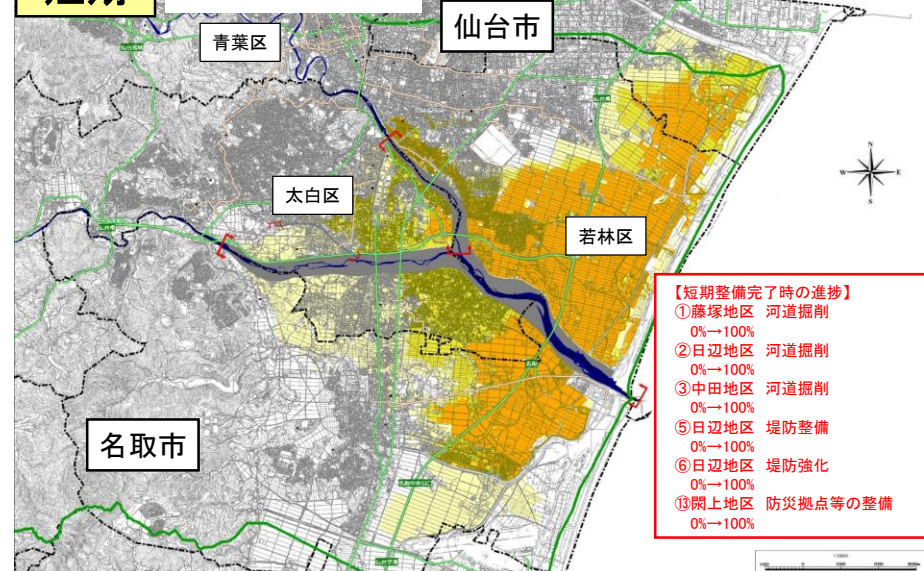 短期
仙台市
青葉区
太白区
若林区
名取市
N
W E
S
【短期整備完了時の進捗】
①藤塚地区 河道掘削
0%→100%
②日辺地区 河道掘削
0%→100%
③中田地区 河道掘削
0%→100%
⑤日辺地区 堤防整備
0%→100%
⑥日辺地区 堤防強化
0%→100%
⑬閖上地区 防災拠点等の整備
0%→100%